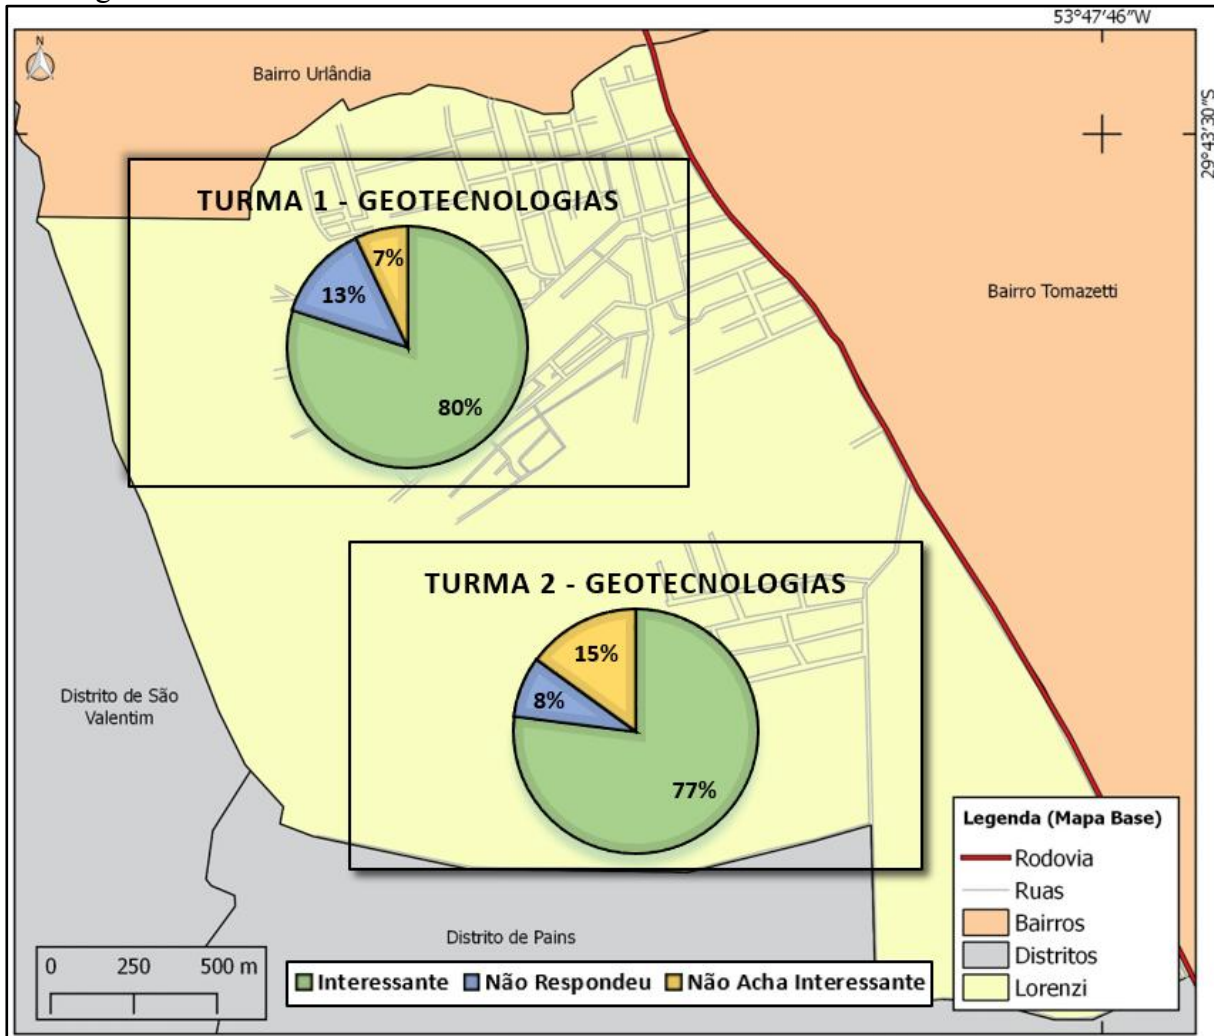 53°47'46"W
N
Bairro Urlândia
29°43'30"S
TURMA 1 - GEOTECNOLOGIAS
7%
13%
80%
Bairro Tomazetti
TURMA 2 - GEOTECNOLOGIAS
15%
8%
77%
Distrito de São
Valentim
Legenda (Mapa Base)
Rodovia
Ruas
Bairros
Distritos
Lorenzi
Distrito de Pains
0 250 500 m
Interessante Não Respondeu Não Acha Interessante